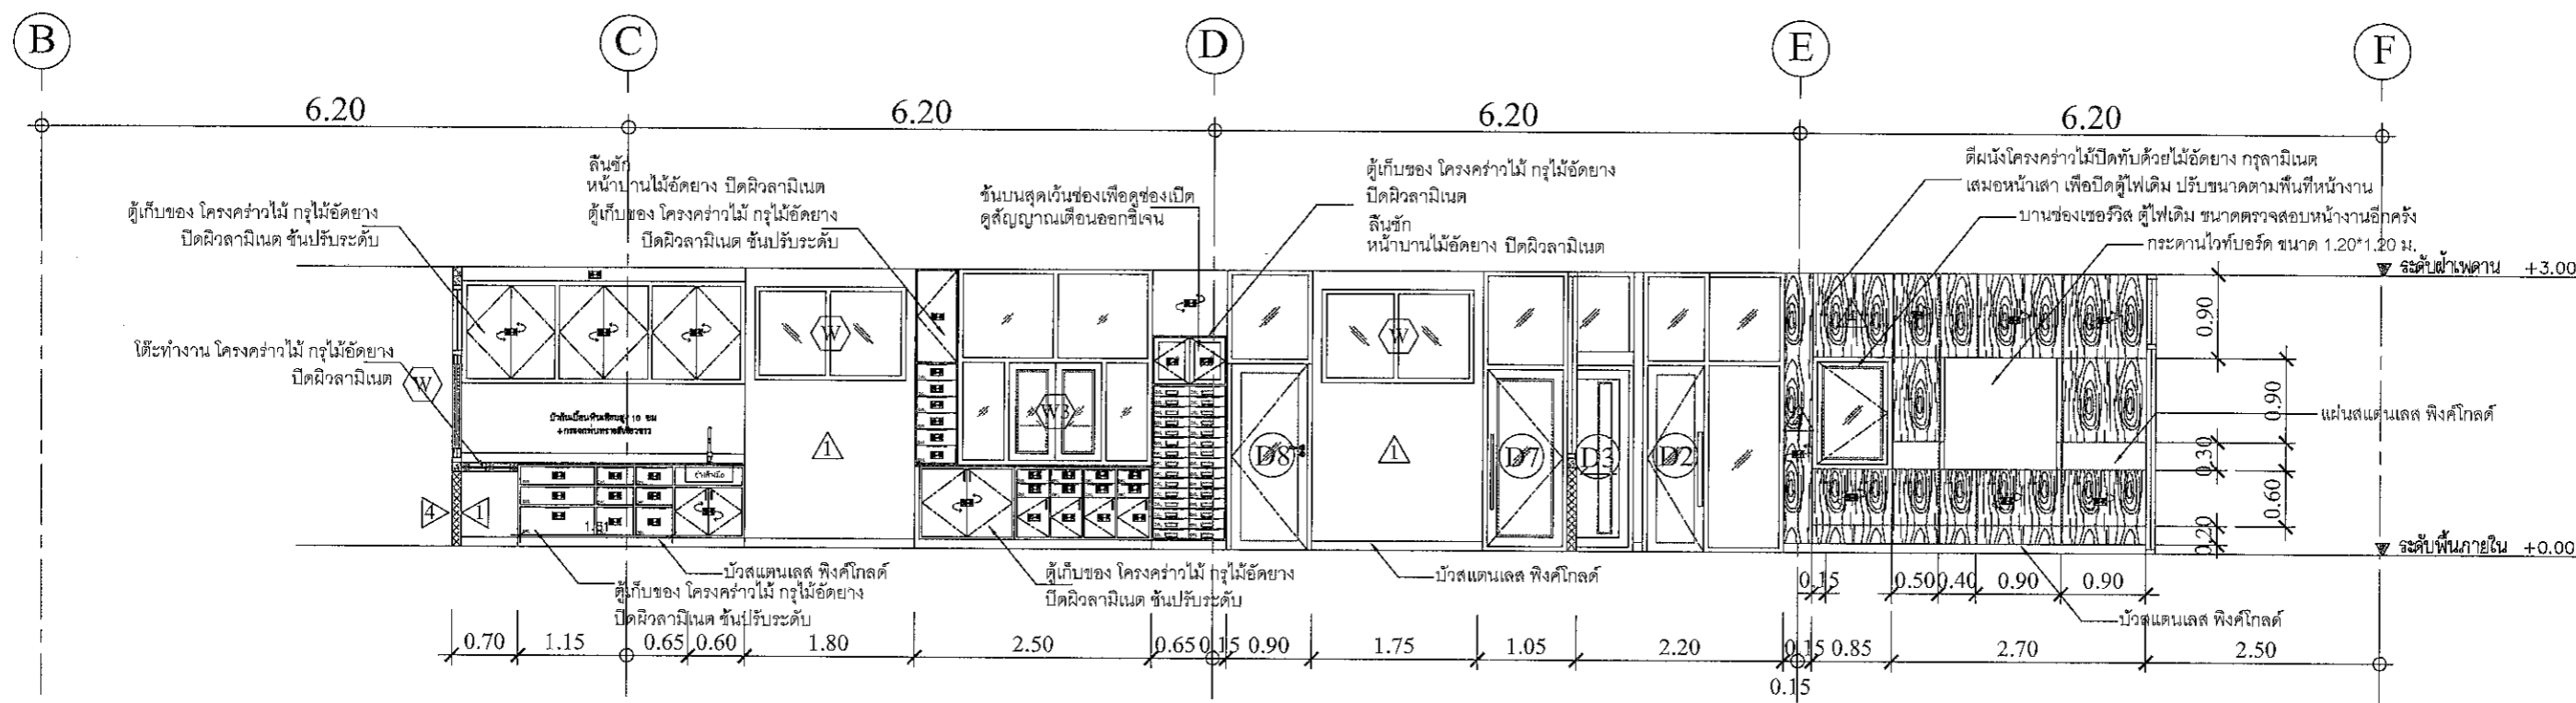 B C D E F
6.20 6.20 6.20 6.20
ลิ้นชัก
หน้าบานไม้อัดยาง ปิดผิวลามิเนต
ตู้เก็บของ โครงคร่าวไม้ กรุไม้อัดยาง
ปิดผิวลามิเนต ชั้นปรับระดับ
ตู้เก็บของ โครงคร่าวไม้ กรุไม้อัดยาง
ปิดผิวลามิเนต ชั้นปรับระดับ
ชั้นบนสุดเว้นช่องเพื่อดูช่องเปิด
ดูสัญญาณเตือนออกซิเจน
ตู้เก็บของ โครงคร่าวไม้ กรุไม้อัดยาง
ปิดผิวลามิเนต
ลิ้นชัก
หน้าบานไม้อัดยาง ปิดผิวลามิเนต
ตีผนังโครงคร่าวไม้ปิดทับด้วยไม้อัดยาง กรุลามิเนต
เสมอหน้าเสา เพื่อปิดตู้ไฟเดิม ปรับขนาดตามพื้นที่หน้างาน
บานช่องเซอร์วิส ตู้ไฟเดิม ขนาดตรวจสอบหน้างานอีกครั้ง
กระดานไวท์บอร์ด ขนาด 1.20*1.20 ม.
ระดับฝ้าเพดาน +3.00
โต๊ะทำงาน โครงคร่าวไม้ กรุไม้อัดยาง
ปิดผิวลามิเนต
W W W3 W
D8 D7 D3 D2
1 1
4 1
0.90
0.90
0.30
0.60
0.20
แผ่นสแตนเลส พิงค์โกลด์
ระดับพื้นภายใน +0.00
บัวสแตนเลส พิงค์โกลด์
ตู้เก็บของ โครงคร่าวไม้ กรุไม้อัดยาง
ปิดผิวลามิเนต ชั้นปรับระดับ
ตู้เก็บของ โครงคร่าวไม้ กรุไม้อัดยาง
ปิดผิวลามิเนต ชั้นปรับระดับ
บัวสแตนเลส พิงค์โกลด์
0.15 0.50 0.40 0.90 0.90
บัวสแตนเลส พิงค์โกลด์
0.70 1.15 0.65 0.60 1.80 2.50 0.65 0.15 0.90 1.75 1.05 2.20 0.15 0.85 2.70 2.50
0.15